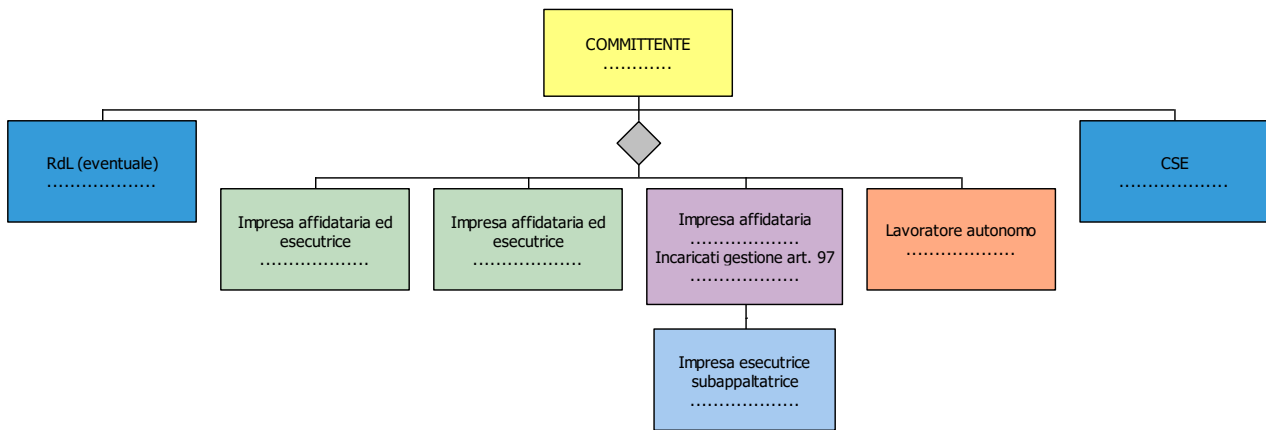 COMMITTENTE
............
RdL (eventuale)
...................
CSE
...................
Impresa affidataria ed
esecutrice
...................
Impresa affidataria ed
esecutrice
...................
Impresa affidataria
...................
Incaricati gestione art. 97
...................
Lavoratore autonomo
...................
Impresa esecutrice
subappaltatrice
...................